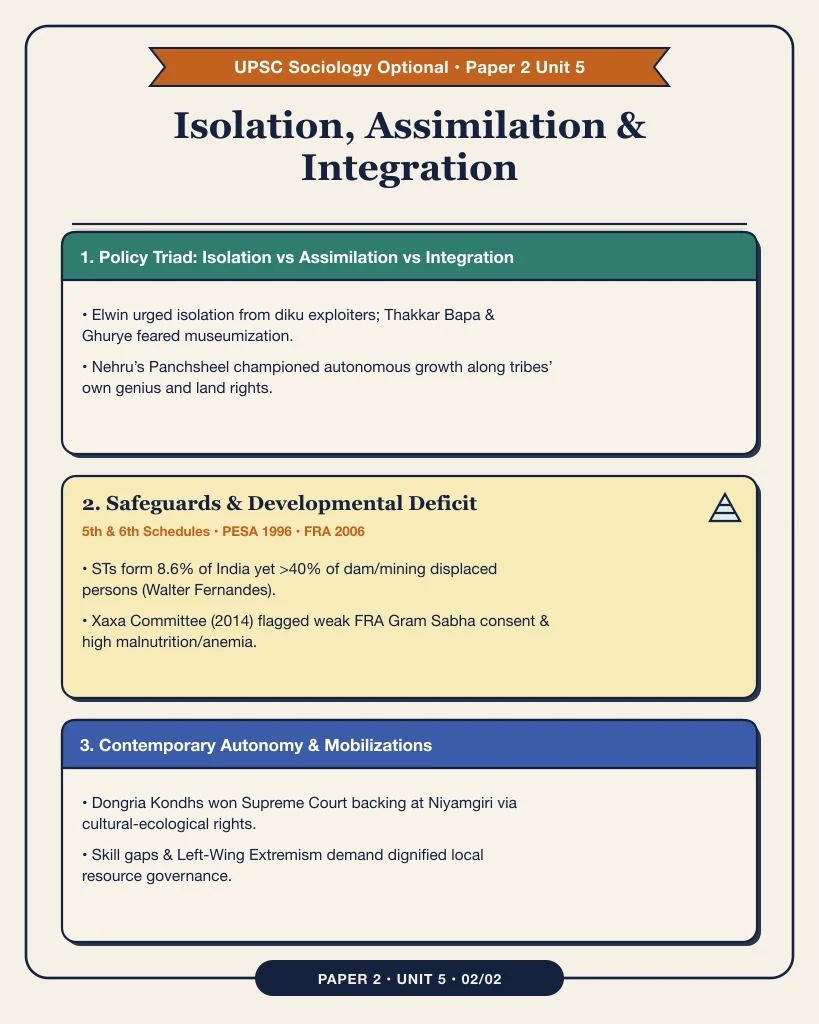 UPSC Sociology Optional • Paper 2 Unit 5
Isolation, Assimilation &
Integration
1. Policy Triad: Isolation vs Assimilation vs Integration
• Elwin urged isolation from diku exploiters; Thakkar Bapa &
Ghurye feared museumization.
• Nehru’s Panchsheel championed autonomous growth along tribes’
own genius and land rights.
2. Safeguards & Developmental Deficit
5th & 6th Schedules • PESA 1996 • FRA 2006
• STs form 8.6% of India yet >40% of dam/mining displaced
persons (Walter Fernandes).
• Xaxa Committee (2014) flagged weak FRA Gram Sabha consent &
high malnutrition/anemia.
3. Contemporary Autonomy & Mobilizations
• Dongria Kondhs won Supreme Court backing at Niyamgiri via
cultural-ecological rights.
• Skill gaps & Left-Wing Extremism demand dignified local
resource governance.
PAPER 2 • UNIT 5 • 02/02